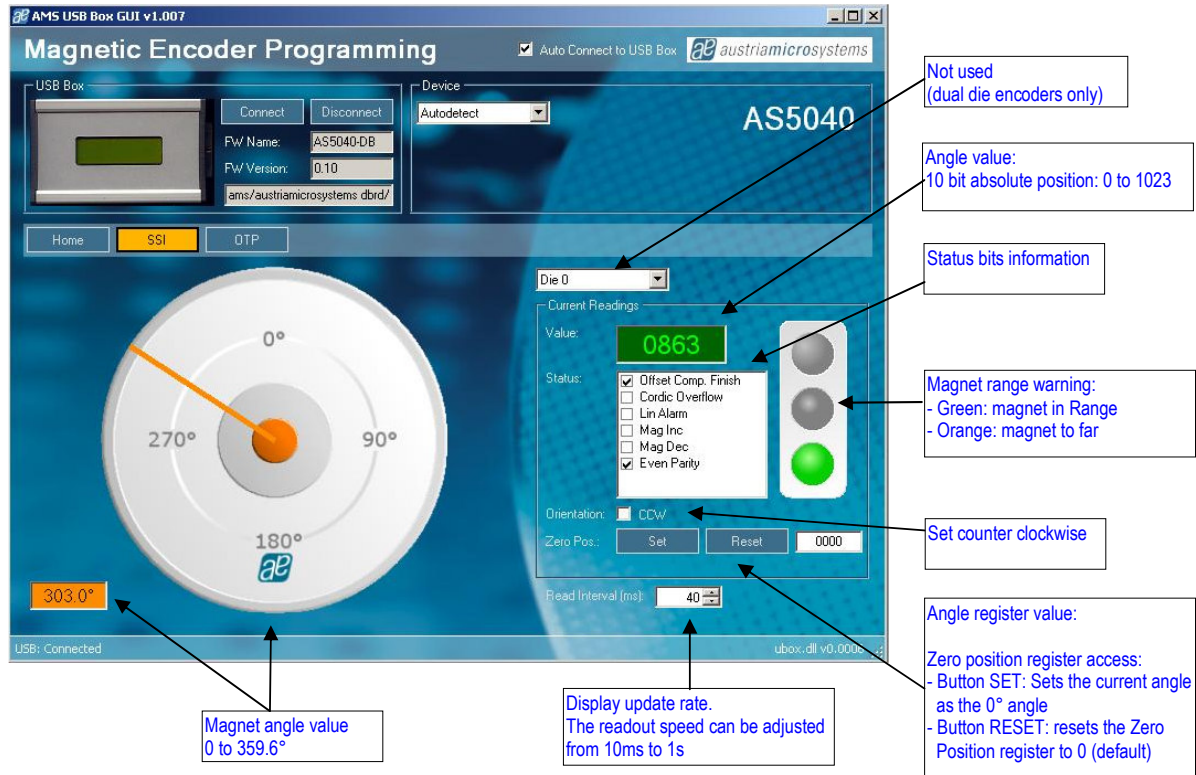 AMS USB Box GUI v1.007
Magnetic Encoder Programming
Auto Connect to USB Box
austriamicrosystems
USB Box
Connect
Disconnect
FW Name:
AS5040-DB
FW Version:
0.10
ams/austriamicrosystems dbrd/
Device
Autodetect
AS5040
Home
SSI
OTP
0°
90°
180°
270°
303.0°
Die 0
Current Readings
Value:
0863
Status:
Offset Comp. Finish
Cordic Overflow
Lin Alarm
Mag Inc
Mag Dec
Even Parity
Orientation:
CCW
Zero Pos.:
Set
Reset
0000
Read Interval (ms):
40
USB: Connected
ubox.dll v0.0006
Not used
(dual die encoders only)
Angle value:
10 bit absolute position: 0 to 1023
Status bits information
Magnet range warning:
- Green: magnet in Range
- Orange: magnet to far
Set counter clockwise
Angle register value:
Zero position register access:
- Button SET: Sets the current angle
as the 0° angle
- Button RESET: resets the Zero
Position register to 0 (default)
Magnet angle value
0 to 359.6°
Display update rate.
The readout speed can be adjusted
from 10ms to 1s